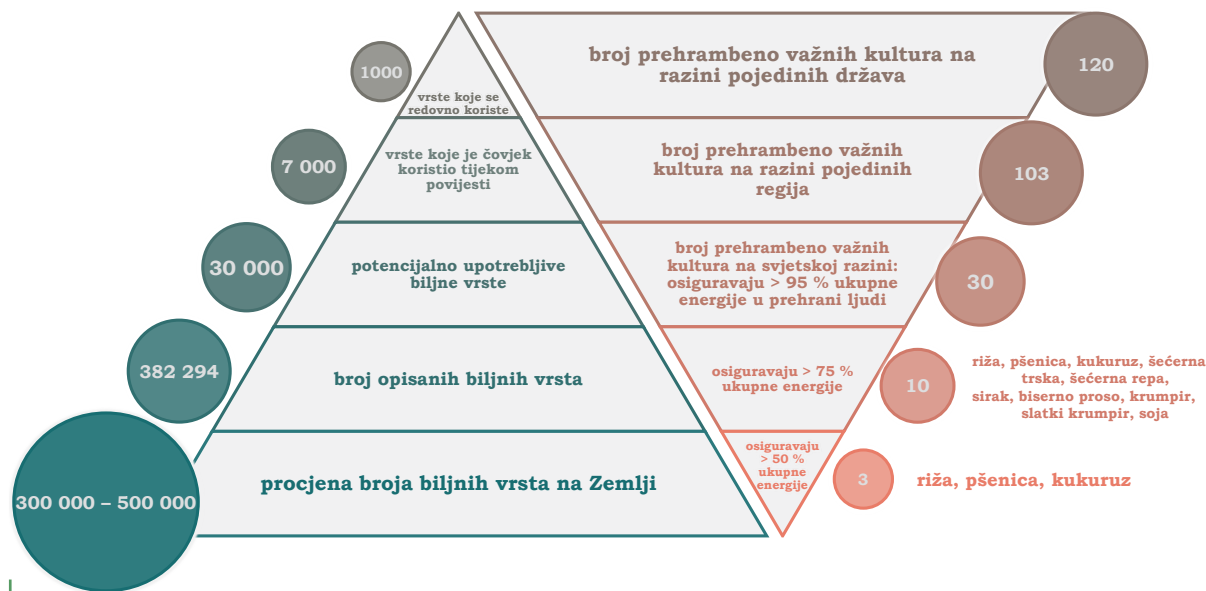 1000
vrste koje se
redovno koriste
7 000
vrste koje je čovjek
koristio tijekom
povijesti
30 000
potencijalno upotrebljive
biljne vrste
382 294
broj opisanih biljnih vrsta
300 000 – 500 000
procjena broja biljnih vrsta na Zemlji
broj prehrambeno važnih kultura na
razini pojedinih država
120
broj prehrambeno važnih
kultura na razini pojedinih
regija
103
broj prehrambeno važnih
kultura na svjetskoj razini:
osiguravaju > 95 % ukupne
energije u prehrani ljudi
30
osiguravaju > 75 %
ukupne energije
10
riža, pšenica, kukuruz, šećerna
trska, šećerna repa,
sirak, biserno proso, krumpir,
slatki krumpir, soja
osiguravaju
> 50 %
ukupne
energije
3
riža, pšenica, kukuruz